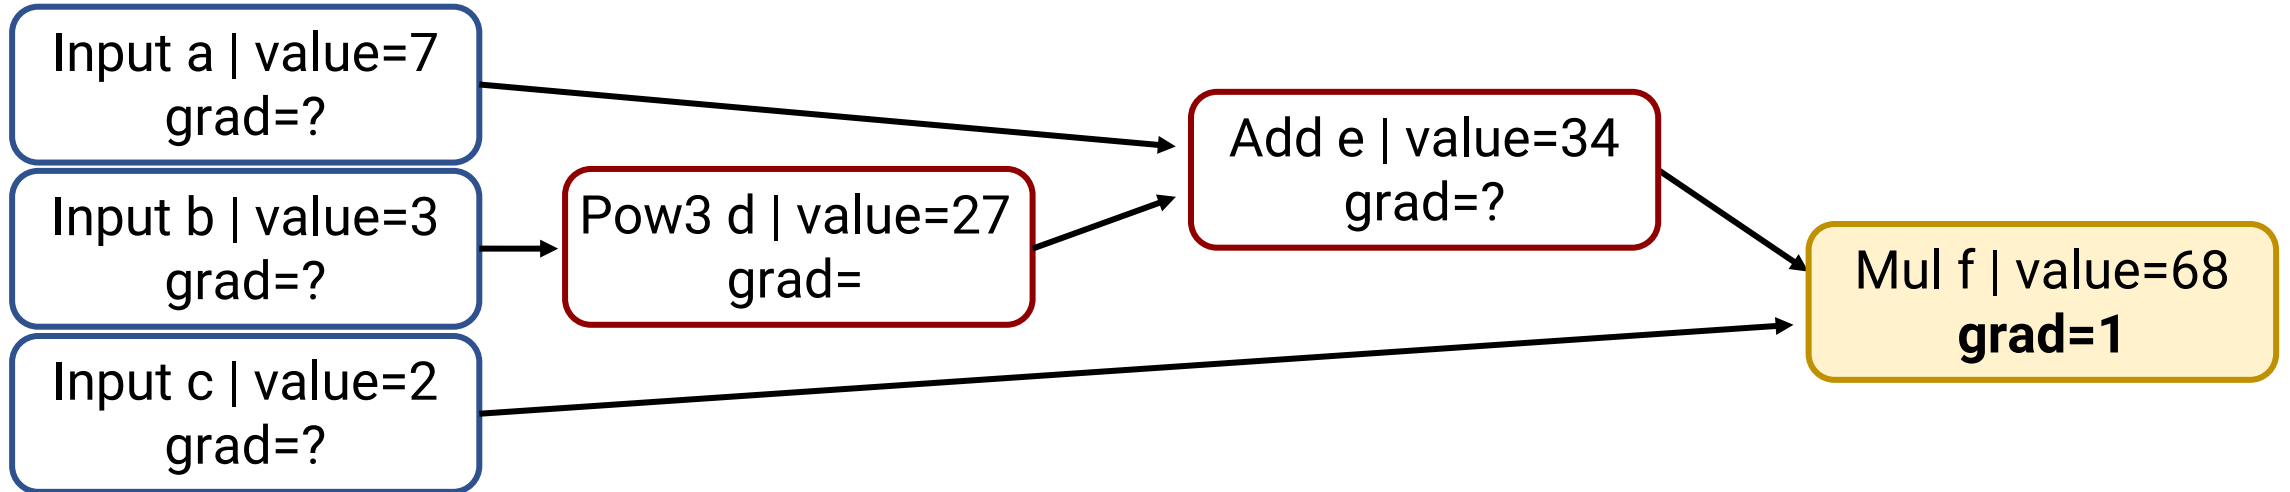 Input a | value=7
grad=?
Input b | value=3
grad=?
Input c | value=2
grad=?
Pow3 d | value=27
grad=
Add e | value=34
grad=?
Mul f | value=68
grad=1